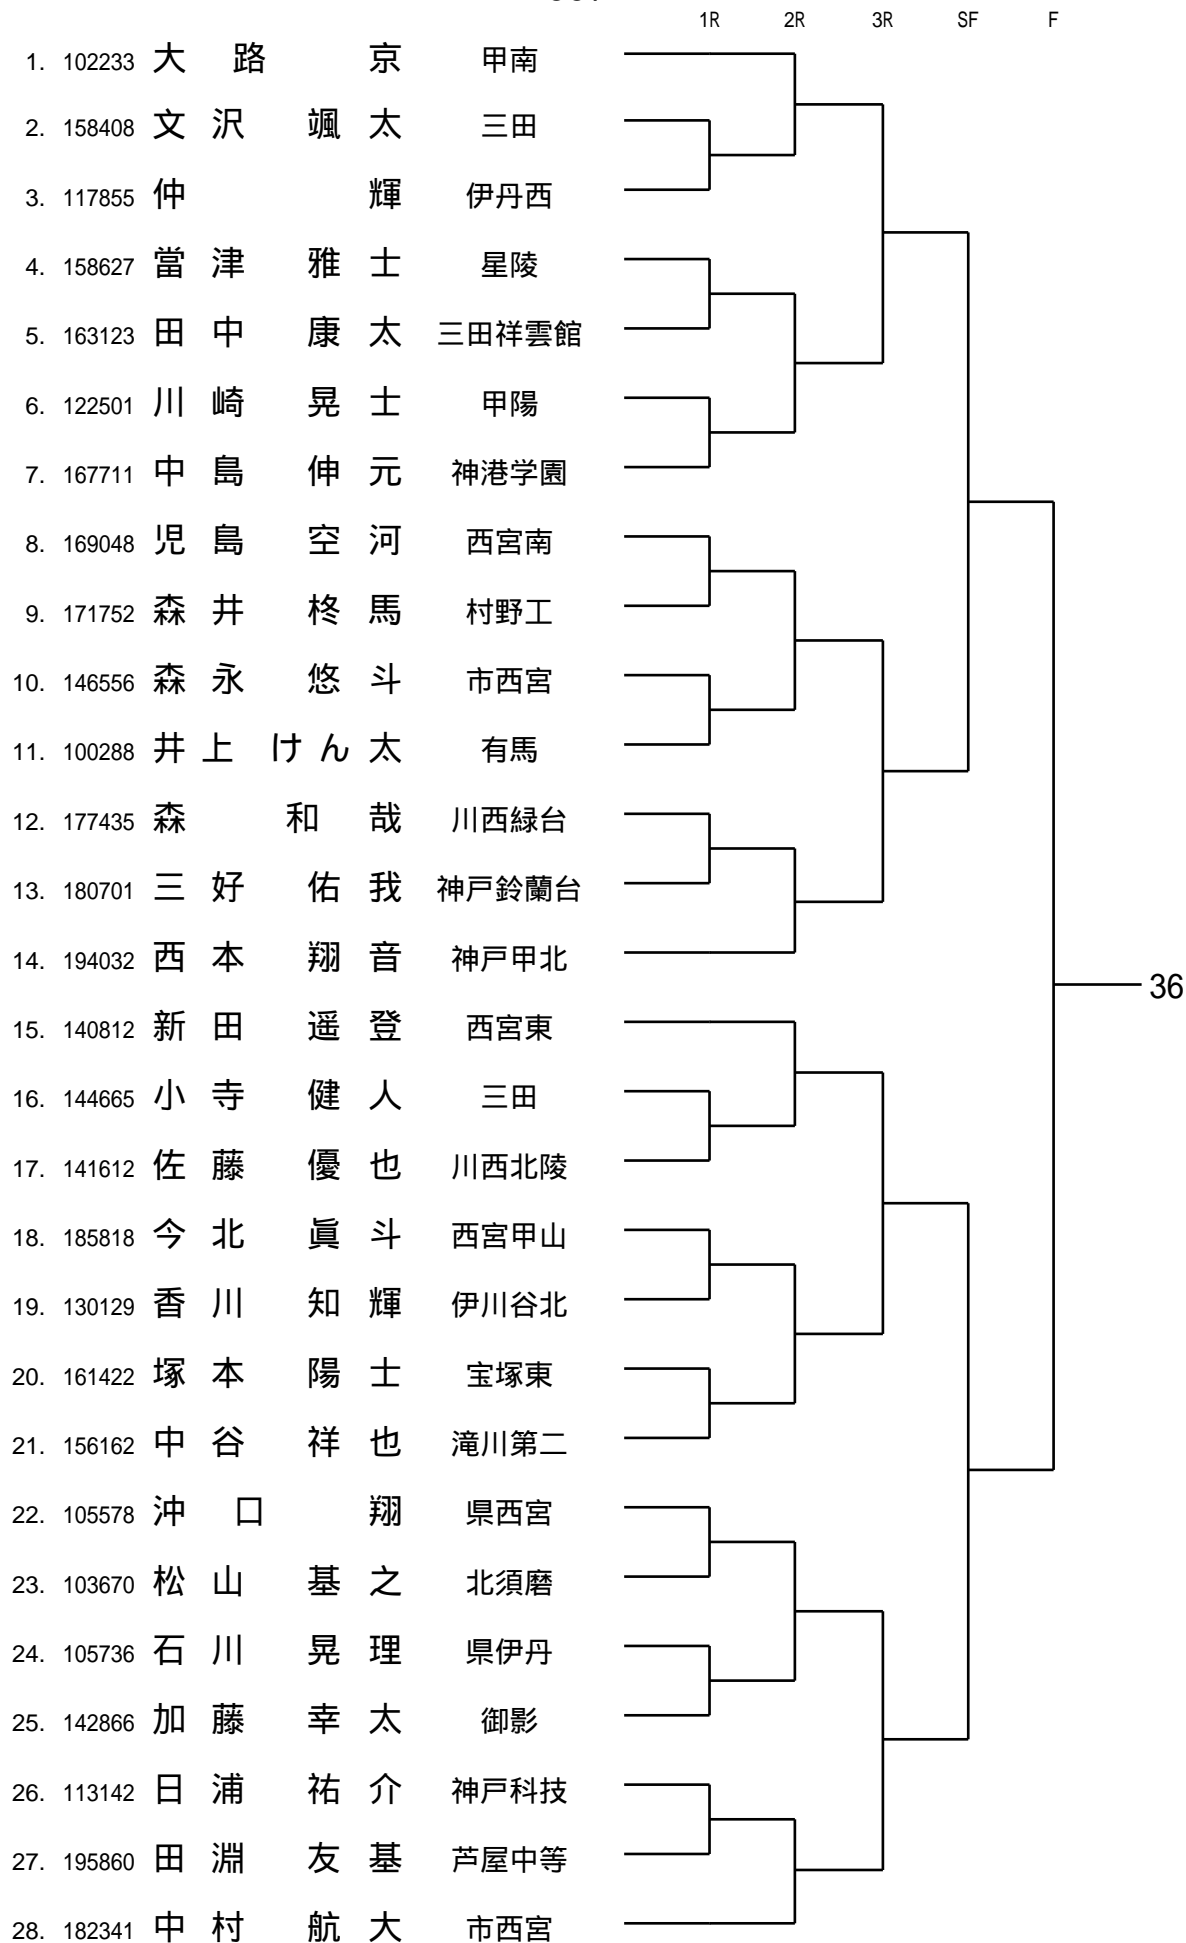 1R 2R 3R SF F
1. 102233 大 路 京 甲南
2. 158408 文 沢 颯 太 三田
3. 117855 仲 輝 伊丹西
4. 158627 當 津 雅 士 星陵
5. 163123 田 中 康 太 三田祥雲館
6. 122501 川 崎 晃 士 甲陽
7. 167711 中 島 伸 元 神港学園
8. 169048 児 島 空 河 西宮南
9. 171752 森 井 柊 馬 村野工
10. 146556 森 永 悠 斗 市西宮
11. 100288 井 上 け ん 太 有馬
12. 177435 森 和 哉 川西緑台
13. 180701 三 好 佑 我 神戸鈴蘭台
14. 194032 西 本 翔 音 神戸甲北
36
15. 140812 新 田 遥 登 西宮東
16. 144665 小 寺 健 人 三田
17. 141612 佐 藤 優 也 川西北陵
18. 185818 今 北 眞 斗 西宮甲山
19. 130129 香 川 知 輝 伊川谷北
20. 161422 塚 本 陽 士 宝塚東
21. 156162 中 谷 祥 也 滝川第二
22. 105578 沖 口 翔 県西宮
23. 103670 松 山 基 之 北須磨
24. 105736 石 川 晃 理 県伊丹
25. 142866 加 藤 幸 太 御影
26. 113142 日 浦 祐 介 神戸科技
27. 195860 田 淵 友 基 芦屋中等
28. 182341 中 村 航 大 市西宮